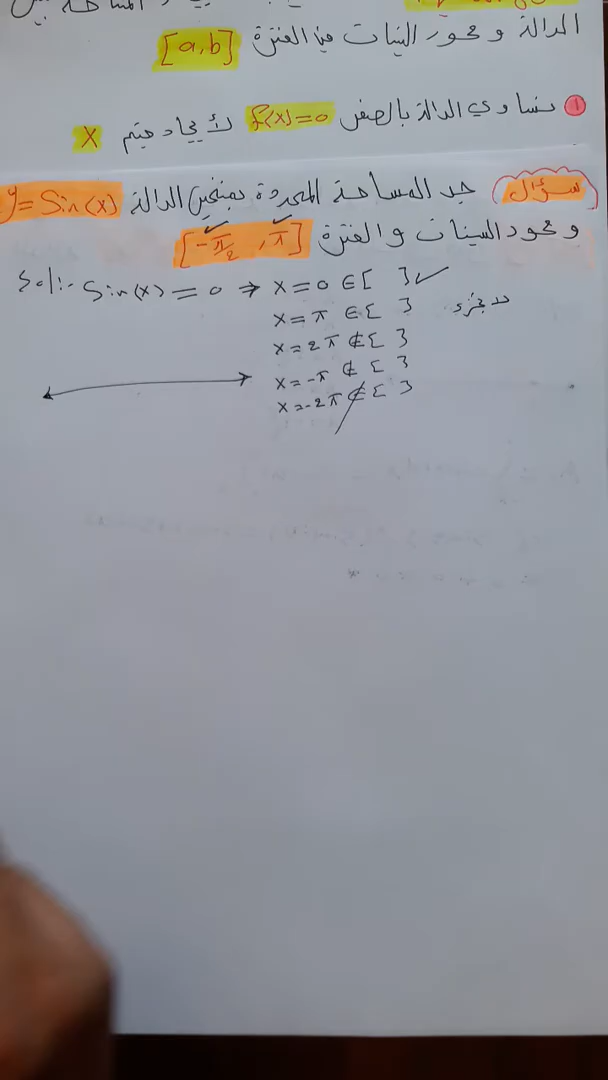 الدالة ومحور السينات في الفترة [a,b]
① نساوي الدالة بالصفر f(x)=0 لأيجاد قيم x
سؤال) جد المساحة المحددة بمنحني الدالة y=Sin(x)
ومحور السينات والفترة [-π/2 , π]
Sol:- Sin(x)=0 ⇒ x=0 ∈[ ] ✓
x=π ∈[ ]
x=2π ∉[ ]
x=-π ∉[ ]
x=-2π ∉[ ]